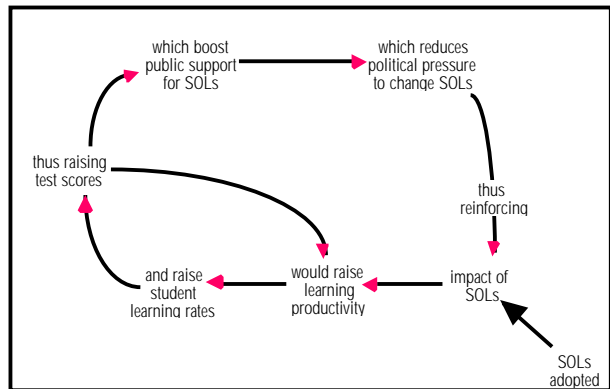 which boost
public support
for SOLs
which reduces
political pressure
to change SOLs
thus raising
test scores
thus
reinforcing
and raise
student
learning rates
would raise
learning
productivity
impact of
SOLs
SOLs
adopted